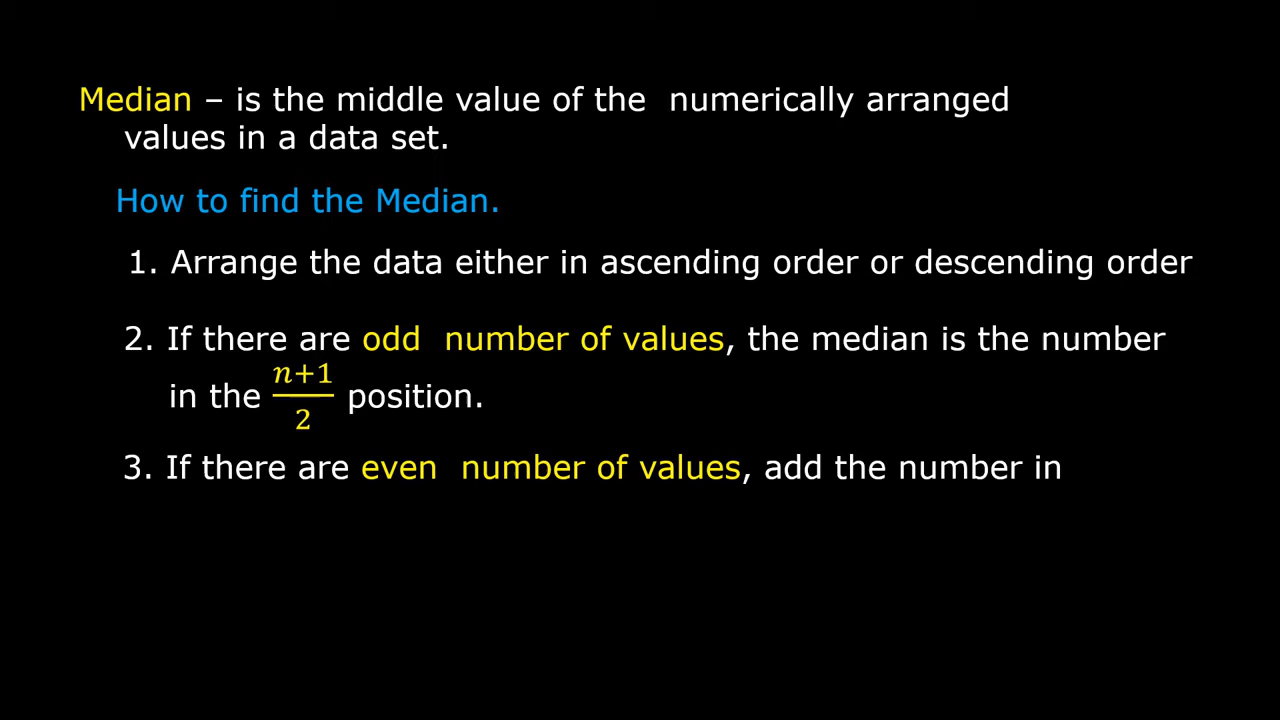 Median – is the middle value of the  numerically arranged
values in a data set.
How to find the Median.
1. Arrange the data either in ascending order or descending order
2. If there are odd  number of values, the median is the number
in the \frac{n+1}{2} position.
3. If there are even  number of values, add the number in